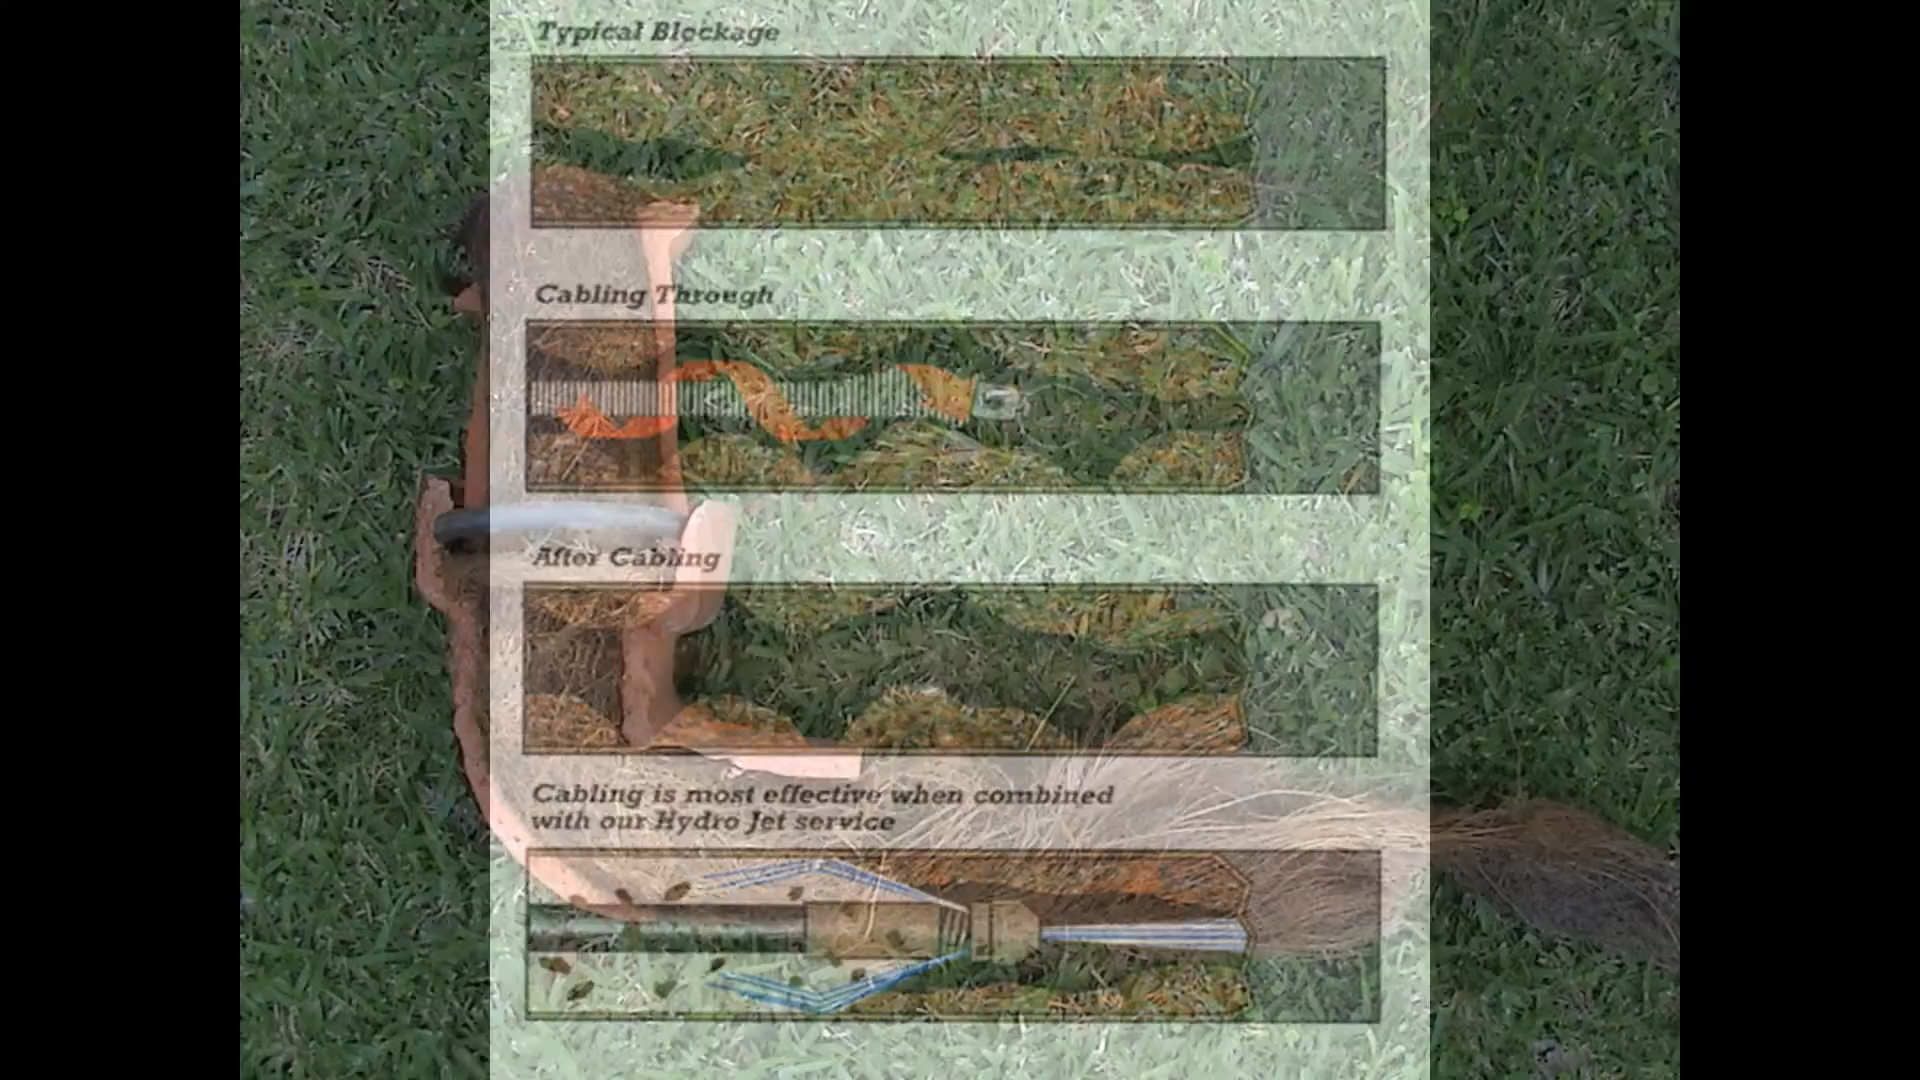 Typical Blockage
Cabling Through
After Cabling
Cabling is most effective when combined
with our Hydro Jet service